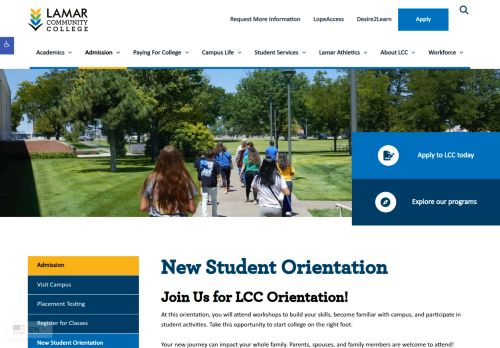 LAMAR
COMMUNITY
COLLEGE
Request More Information LopeAccess Desire2Learn Apply
Academics Admission Paying For College Campus Life Student Services Lamar Athletics About LCC Workforce
Apply to LCC today
Explore our programs
Admission
Visit Campus
Placement Testing
Register for Classes
EN
New Student Orientation
New Student Orientation
Join Us for LCC Orientation!
At this orientation, you will attend workshops to build your skills, become familiar with campus, and participate in
student activities. Take this opportunity to start college on the right foot.
Your new journey can impact your whole family. Parents, spouses, and family members are welcome to attend!